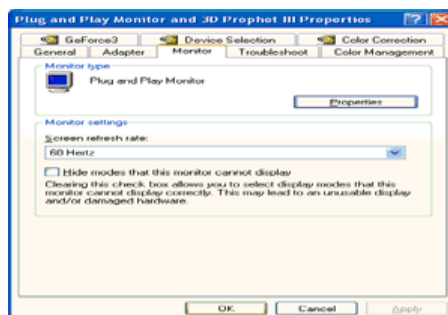 Plug and Play Monitor and 3D Prophet III Properties
GeForce3 Device Selection Color Correction
General Adapter Monitor Troubleshoot Color Management
Monitor type
Plug and Play Monitor
Properties
Monitor settings
Screen refresh rate:
60 Hertz
Hide modes that this monitor cannot display
Clearing this check box allows you to select display modes that this
monitor cannot display correctly. This may lead to an unusable display
and/or damaged hardware.
OK Cancel Apply